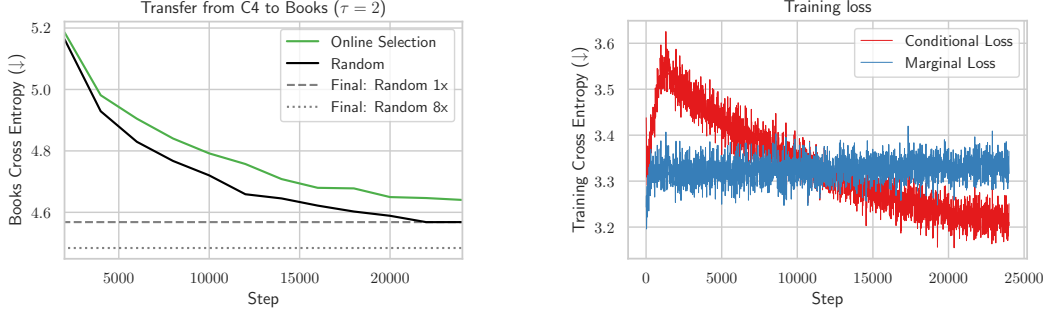 Transfer from C4 to Books (τ = 2)
Books Cross Entropy (↓)
5.2
5.0
4.8
4.6
Online Selection
Random
Final: Random 1x
Final: Random 8x
5000
10000
15000
20000
Step
Training loss
Training Cross Entropy (↓)
3.6
3.5
3.4
3.3
3.2
Conditional Loss
Marginal Loss
0
5000
10000
15000
20000
25000
Step